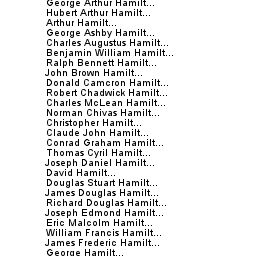 George Arthur Hamilt...
Hubert Arthur Hamilt...
Arthur Hamilt...
George Ashby Hamilt...
Charles Augustus Hamilt...
Benjamin William Hamilt...
Ralph Bennett Hamilt...
John Brown Hamilt...
Donald Camcron Hamilt...
Robert Chadwick Hamilt...
Charles McLean Hamilt...
Norman Chivas Hamilt...
Christopher Hamilt...
Claude John Hamilt...
Conrad Graham Hamilt...
Thomas Cyril Hamilt...
Joseph Daniel Hamilt...
David Hamilt...
Douglas Stuart Hamilt...
James Douglas Hamilt...
Richard Douglas Hamilt...
Joseph Edmond Hamilt...
Eric Malcolm Hamilt...
William Francis Hamilt...
James Frederic Hamilt...
George Hamilt...